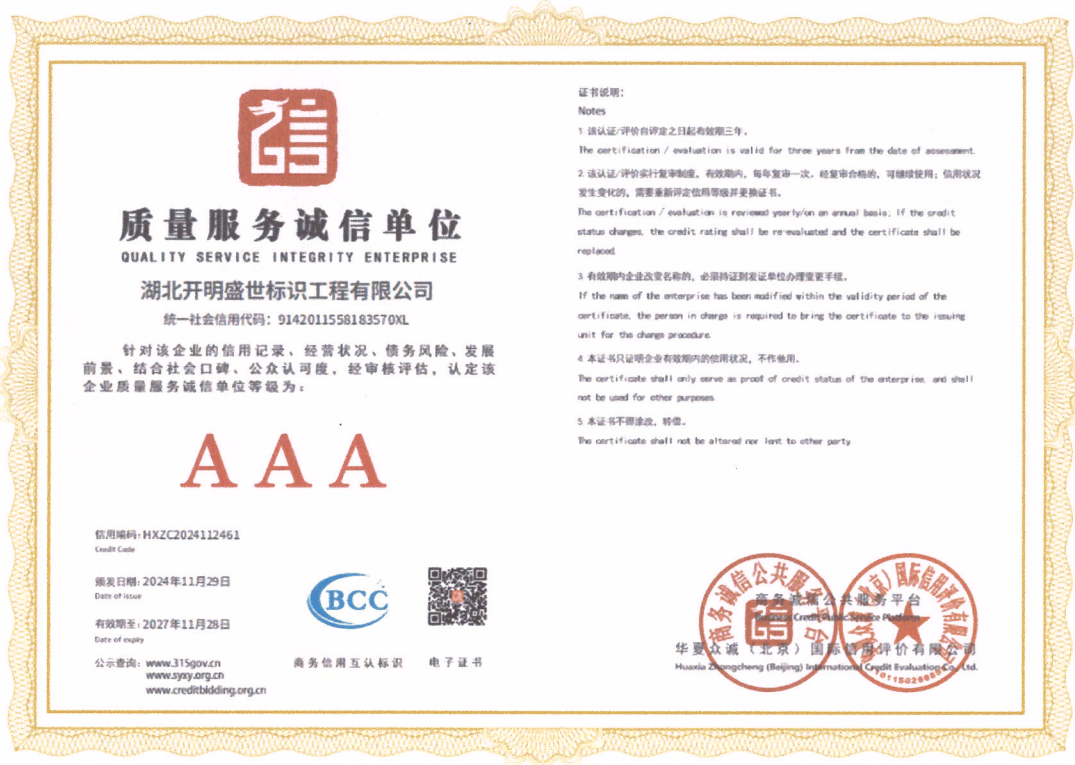 质量服务诚信单位
QUALITY SERVICE INTEGRITY ENTERPRISE
湖北开明盛世标识工程有限公司
统一社会信用代码：9142011558183570XL
针对该企业的信用记录、经营状况、债务风险、发展
前景、结合社会口碑、公众认可度，经审核评估，认定该
企业质量服务诚信单位等级为：
AAA
信用编码：HXZC2024112461
Credit Code
颁发日期：2024年11月29日
Date of issue
有效期至：2027年11月28日
Date of expiry
公示查询：www.315gov.cn
www.syxy.org.cn
www.creditbidding.org.cn
BCC
商务信用互认标识
电子证书
证书说明：
Notes
1 该认证/评价自评定之日起有效期三年。
The certification / evaluation is valid for three years from the date of assessment.
2 该认证/评价实行复审制度。有效期内，每年复审一次。经复审合格的，可继续使用；信用状况
发生变化的，需要重新评定信用等级并更换证书。
The certification / evaluation is reviewed yearly/on an annual basis; If the credit
status changes, the credit rating shall be re-evaluated and the certificate shall be
replaced.
3 有效期内企业改变名称的，必须持证到发证单位办理变更手续。
If the name of the enterprise has been modified within the validity period of the
certificate, the person in charge is required to bring the certificate to the issuing
unit for the change procedure.
4 本证书只证明企业有效期内的信用状况，不作他用。
The certificate shall only serve as proof of credit status of the enterprise, and shall
not be used for other purposes.
5 本证书不得涂改，转借。
The certificate shall not be altered nor lent to other party
商务诚信公共服务平台
商务诚信公共服务平台
Business Credit Public Service Platform
华夏众诚（北京）国际信用评价有限公司
Huaxia Zhongcheng (Beijing) International Credit Evaluation Co., Ltd.